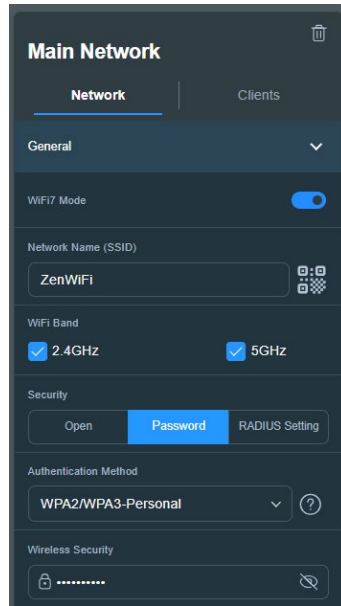 Main Network
Network Clients
General
WiFi7 Mode
Network Name (SSID)
ZenWiFi
WiFi Band
2.4GHz 5GHz
Security
Open Password RADIUS Setting
Authentication Method
WPA2/WPA3-Personal ?
Wireless Security
••••••••••